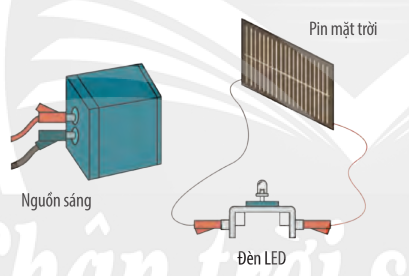 Pin mặt trời
Nguồn sáng
Đèn LED